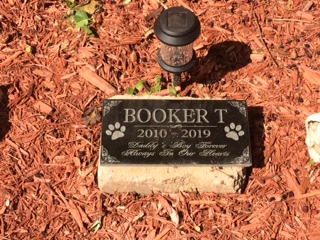 BOOKER T
2010 2019
Daddy's Boy Forever
Always In Our Hearts